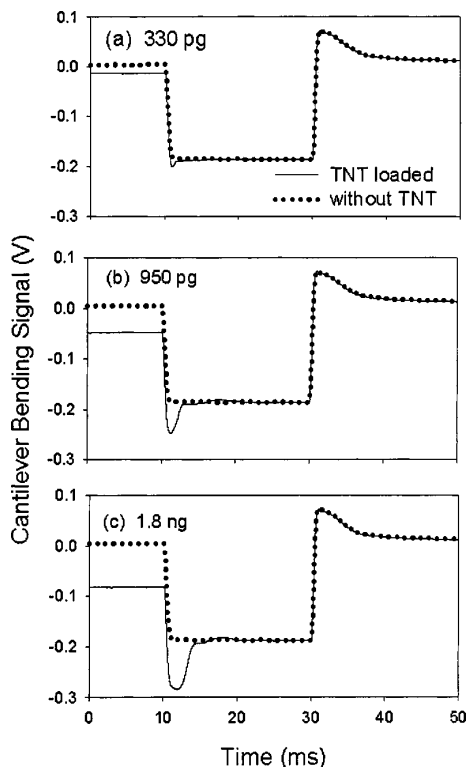 (a) 330 pg
0.0
-0.1
-0.2
-0.3
TNT loaded
without TNT
0.1
(b) 950 pg
0.0
-0.1
-0.2
-0.3
0.1
(c) 1.8 ng
0.0
-0.1
-0.2
-0.3
0
10
20
30
40
50
Cantilever Bending Signal (V)
Time (ms)